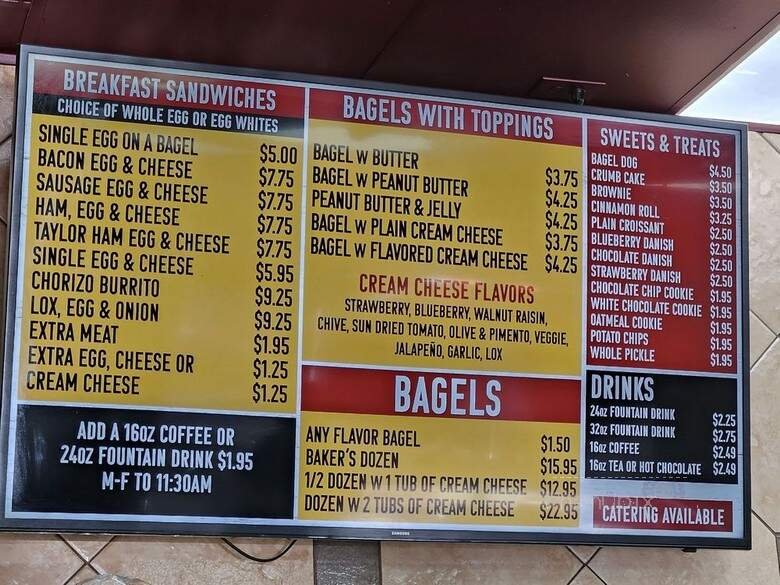 BREAKFAST SANDWICHES
CHOICE OF WHOLE EGG OR EGG WHITES
SINGLE EGG ON A BAGEL $5.00
BACON EGG & CHEESE $7.75
SAUSAGE EGG & CHEESE $7.75
HAM, EGG & CHEESE $7.75
TAYLOR HAM EGG & CHEESE $7.75
SINGLE EGG & CHEESE $5.95
CHORIZO BURRITO $9.25
LOX, EGG & ONION $9.25
EXTRA MEAT $1.95
EXTRA EGG, CHEESE OR $1.25
CREAM CHEESE $1.25
ADD A 16OZ COFFEE OR
24OZ FOUNTAIN DRINK $1.95
M-F TO 11:30AM
BAGELS WITH TOPPINGS
BAGEL W BUTTER $3.75
BAGEL W PEANUT BUTTER $4.25
PEANUT BUTTER & JELLY $4.25
BAGEL W PLAIN CREAM CHEESE $3.75
BAGEL W FLAVORED CREAM CHEESE $4.25
CREAM CHEESE FLAVORS
STRAWBERRY, BLUEBERRY, WALNUT RAISIN,
CHIVE, SUN DRIED TOMATO, OLIVE & PIMENTO, VEGGIE,
JALAPEÑO, GARLIC, LOX
BAGELS
ANY FLAVOR BAGEL $1.50
BAKER'S DOZEN $15.95
1/2 DOZEN W 1 TUB OF CREAM CHEESE $12.95
DOZEN W 2 TUBS OF CREAM CHEESE $22.95
SAMSUNG
SWEETS & TREATS
BAGEL DOG $4.50
CRUMB CAKE $3.50
BROWNIE $3.50
CINNAMON ROLL $3.25
PLAIN CROISSANT $2.50
BLUEBERRY DANISH $2.50
CHOCOLATE DANISH $2.50
STRAWBERRY DANISH $2.50
CHOCOLATE CHIP COOKIE $1.95
WHITE CHOCOLATE COOKIE $1.95
OATMEAL COOKIE $1.95
POTATO CHIPS $1.95
WHOLE PICKLE $1.95
DRINKS
24oz FOUNTAIN DRINK $2.25
32oz FOUNTAIN DRINK $2.75
16oz COFFEE $2.49
16oz TEA OR HOT CHOCOLATE $2.49
CATERING AVAILABLE